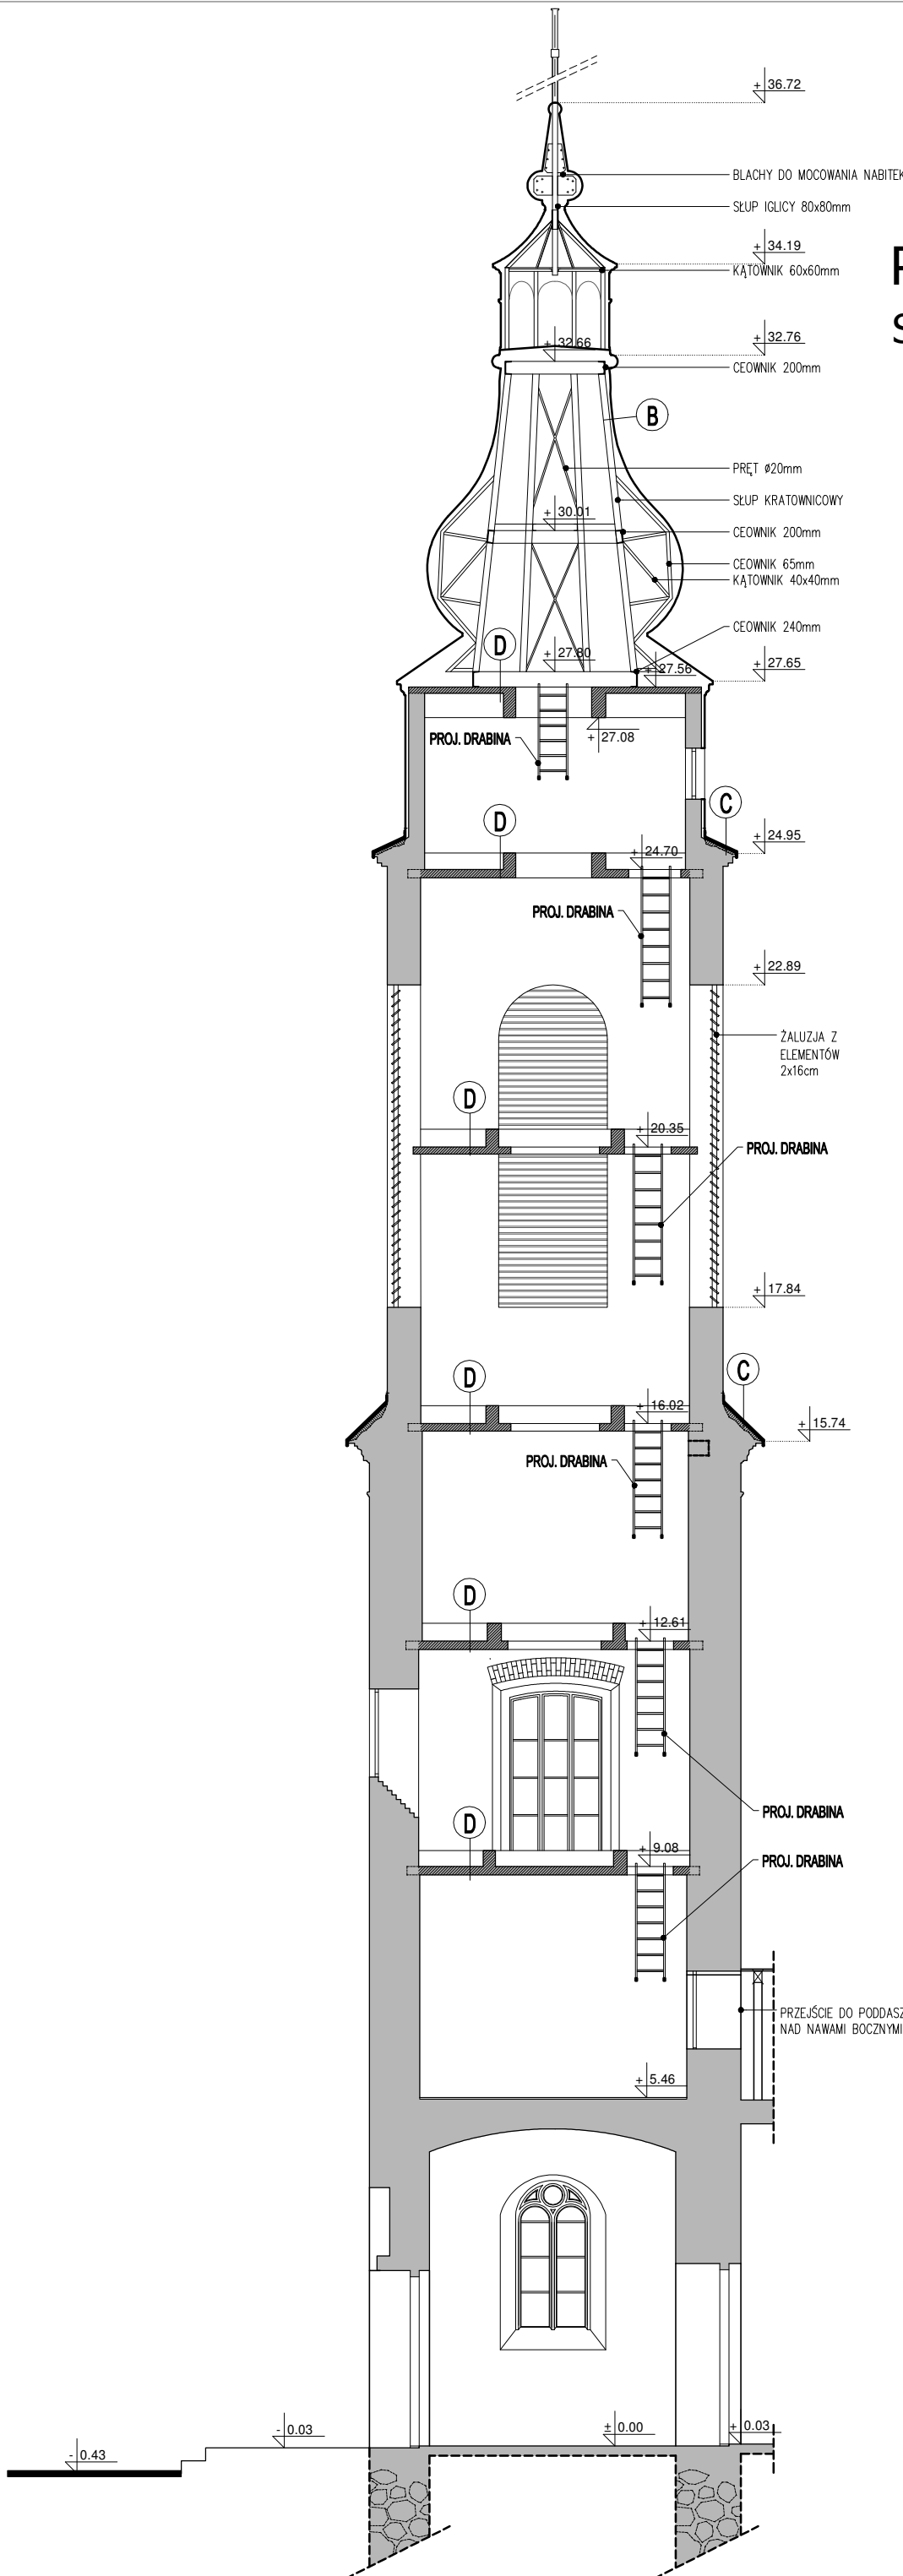 + 36.72
BLACHY DO MOCOWANIA NABITEK
SŁUP IGLICY 80x80mm
+ 34.19
KĄTOWNIK 60x60mm
+ 32.76
+ 32.66
CEOWNIK 200mm
B
PRĘT Ø20mm
SŁUP KRATOWNICOWY
+ 30.01
CEOWNIK 200mm
CEOWNIK 65mm
KĄTOWNIK 40x40mm
CEOWNIK 240mm
D
+ 27.80
+ 27.56
+ 27.65
PROJ. DRABINA
+ 27.08
C
D
+ 24.95
+ 24.70
PROJ. DRABINA
+ 22.89
ŻALUZJA Z
ELEMENTÓW
2x16cm
D
+ 20.35
PROJ. DRABINA
+ 17.84
C
D
+ 16.02
+ 15.74
PROJ. DRABINA
D
+ 12.61
PROJ. DRABINA
D
+ 9.08
PROJ. DRABINA
PRZEJŚCIE DO PODDASZ
NAD NAWAMI BOCZNYMI
+ 5.46
- 0.03
± 0.00
+ 0.03
- 0.43